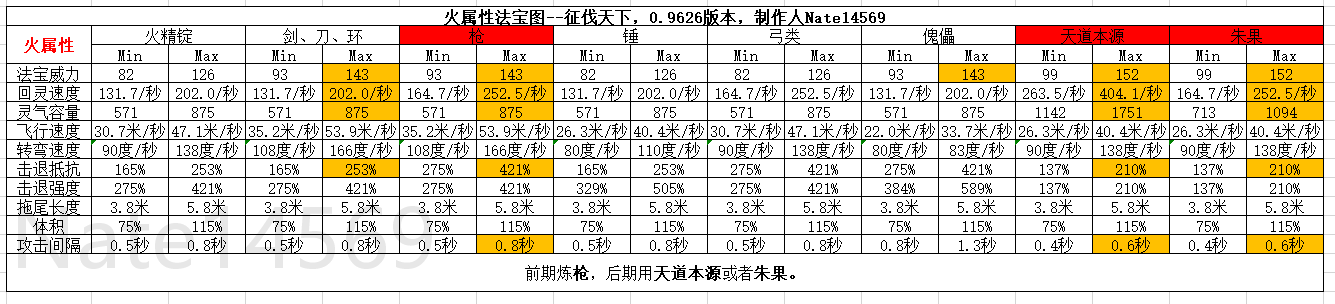 火属性法宝图--征伐天下，0.9626版本，制作人Nate14569
火属性 火精锭 剑、刀、环 枪 锤 弓类 傀儡 天道本源 朱果
Min Max Min Max Min Max Min Max Min Max Min Max Min Max Min Max
法宝威力 82 126 93 143 93 143 82 126 82 126 93 143 99 152 99 152
回灵速度 131.7/秒 202.0/秒 131.7/秒 202.0/秒 164.7/秒 252.5/秒 131.7/秒 202.0/秒 164.7/秒 252.5/秒 131.7/秒 202.0/秒 263.5/秒 404.1/秒 164.7/秒 252.5/秒
灵气容量 571 875 571 875 571 875 571 875 571 875 571 875 1142 1751 713 1094
飞行速度 30.7米/秒 47.1米/秒 35.2米/秒 53.9米/秒 35.2米/秒 53.9米/秒 26.3米/秒 40.4米/秒 30.7米/秒 47.1米/秒 22.0米/秒 33.7米/秒 26.3米/秒 40.4米/秒 26.3米/秒 40.4米/秒
转弯速度 90度/秒 138度/秒 108度/秒 166度/秒 108度/秒 166度/秒 80度/秒 110度/秒 90度/秒 138度/秒 80度/秒 83度/秒 90度/秒 138度/秒 90度/秒 138度/秒
击退抵抗 165% 253% 165% 253% 275% 421% 165% 253% 275% 421% 275% 421% 137% 210% 137% 210%
击退强度 275% 421% 275% 421% 275% 421% 329% 505% 275% 421% 384% 589% 137% 210% 137% 210%
拖尾长度 3.8米 5.8米 3.8米 5.8米 3.8米 5.8米 3.8米 5.8米 3.8米 5.8米 3.8米 5.8米 3.8米 5.8米 3.8米 5.8米
体积 75% 115% 75% 115% 75% 115% 75% 115% 75% 115% 75% 115% 75% 115% 75% 115%
攻击间隔 0.5秒 0.8秒 0.5秒 0.8秒 0.5秒 0.8秒 0.5秒 0.8秒 0.5秒 0.8秒 0.8秒 1.3秒 0.4秒 0.6秒 0.4秒 0.6秒
前期炼枪，后期用天道本源或者朱果。
Nate14569